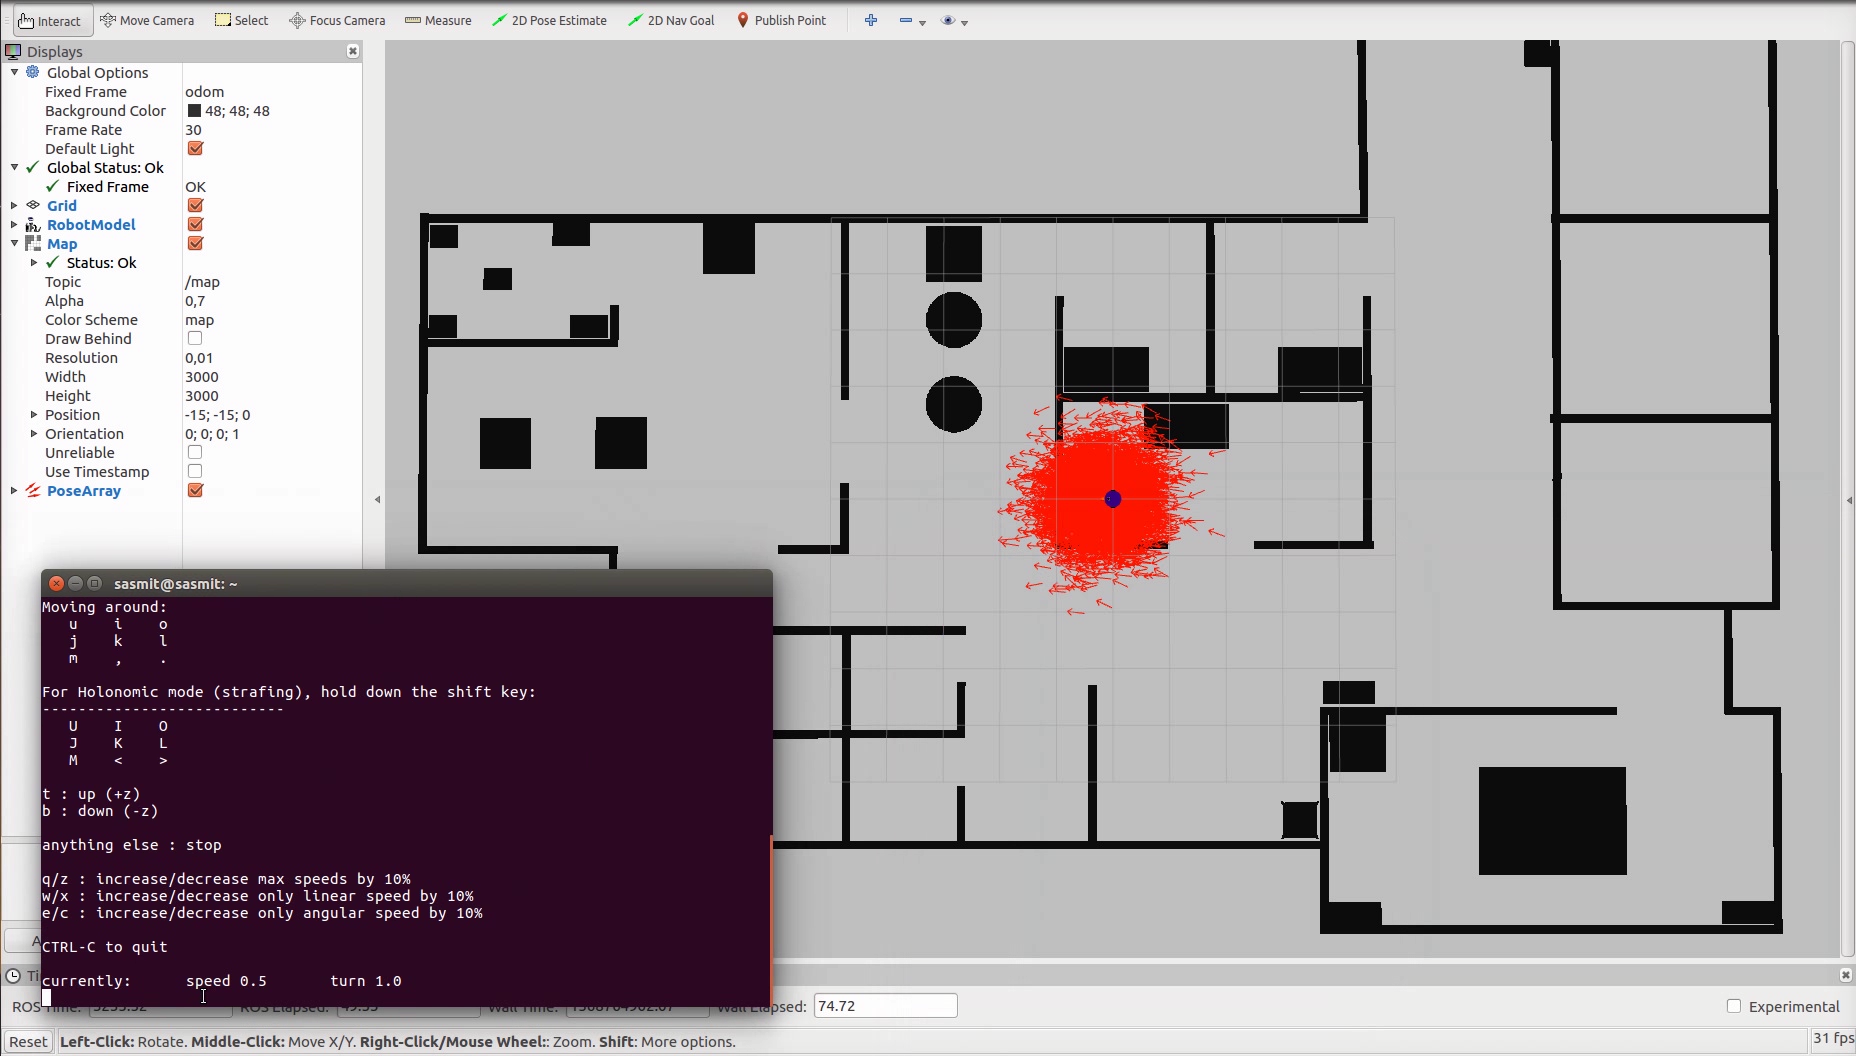 Interact Move Camera Select Focus Camera Measure 2D Pose Estimate 2D Nav Goal Publish Point
Displays
Global Options
Fixed Frame odom
Background Color 48; 48; 48
Frame Rate 30
Default Light
Global Status: Ok
Fixed Frame OK
Grid
RobotModel
Map
Status: Ok
Topic /map
Alpha 0,7
Color Scheme map
Draw Behind
Resolution 0,01
Width 3000
Height 3000
Position -15; -15; 0
Orientation 0; 0; 0; 1
Unreliable
Use Timestamp
PoseArray
sasmit@sasmit: ~
Moving around:
u i o
j k l
m , .
For Holonomic mode (strafing), hold down the shift key:
---------------------------
U I O
J K L
M < >
t : up (+z)
b : down (-z)
anything else : stop
q/z : increase/decrease max speeds by 10%
w/x : increase/decrease only linear speed by 10%
e/c : increase/decrease only angular speed by 10%
CTRL-C to quit
currently: speed 0.5 turn 1.0
ROS Time: ROS Elapsed: Wall Time: Wall Elapsed: 74.72 Experimental
Reset Left-Click: Rotate. Middle-Click: Move X/Y. Right-Click/Mouse Wheel:: Zoom. Shift: More options. 31 fps